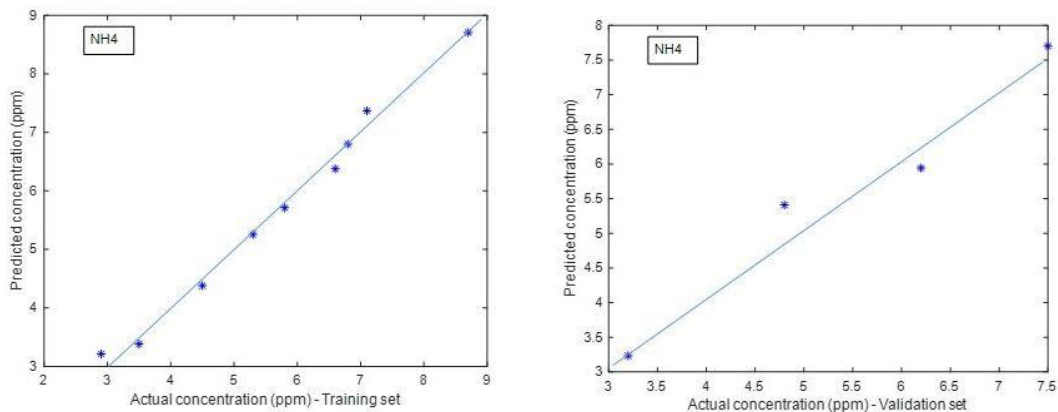 NH4
Predicted concentration (ppm)
9
8
7
6
5
4
3
2 3 4 5 6 7 8 9
Actual concentration (ppm) - Training set
NH4
Predicted concentration (ppm)
8
7.5
7
6.5
6
5.5
5
4.5
4
3.5
3
3 3.5 4 4.5 5 5.5 6 6.5 7 7.5
Actual concentration (ppm) - Validation set